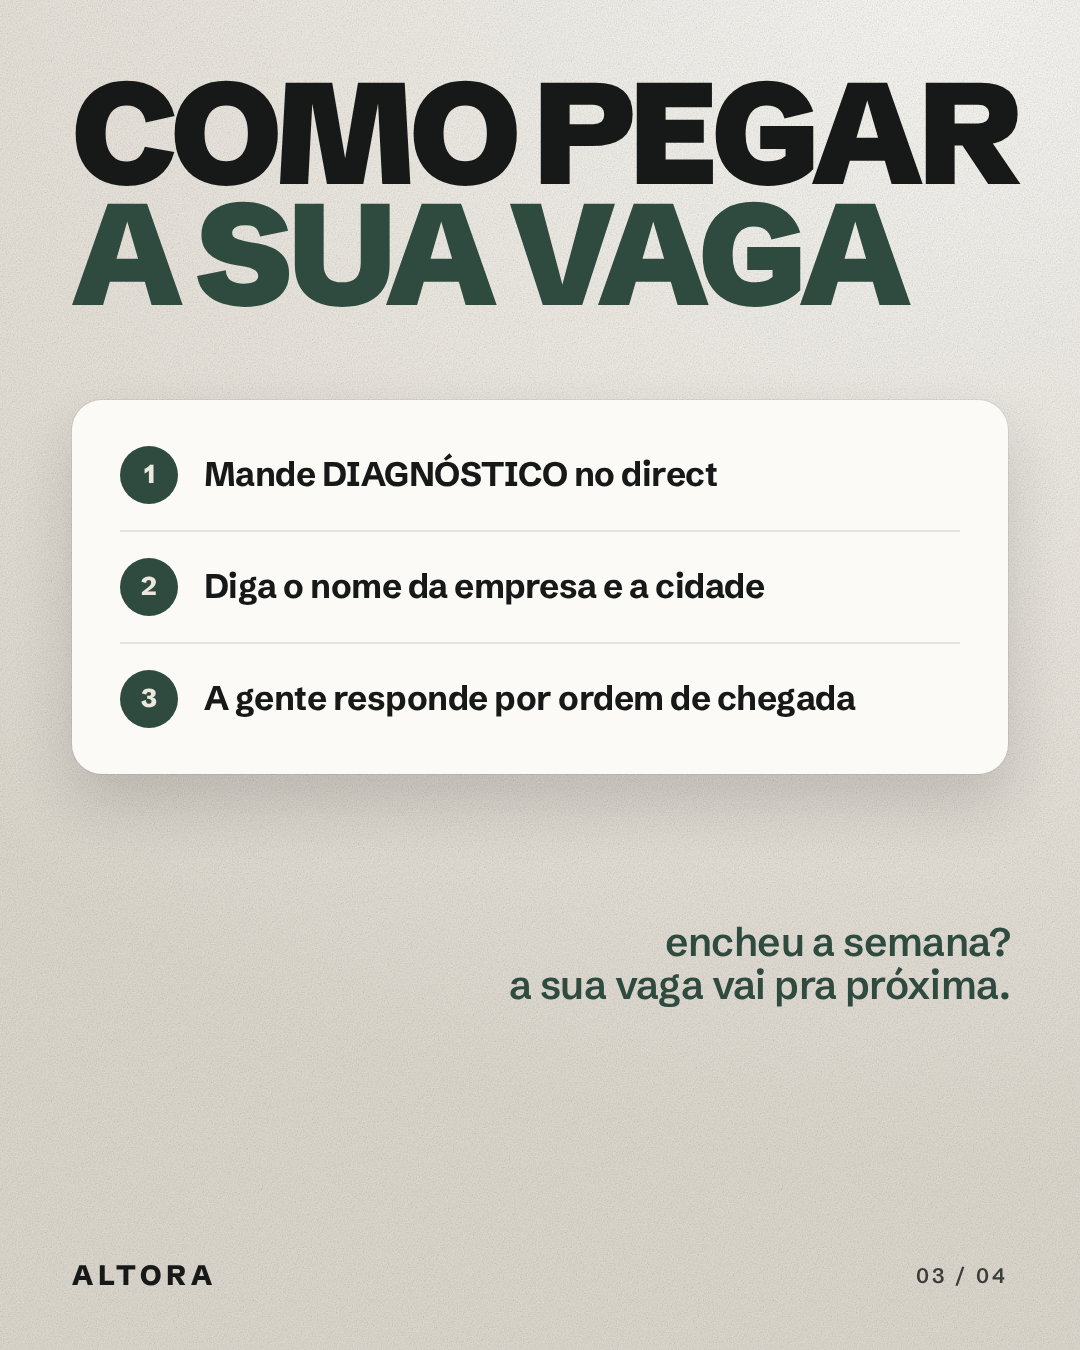 COMO PEGAR
A SUA VAGA
1 Mande DIAGNÓSTICO no direct
2 Diga o nome da empresa e a cidade
3 A gente responde por ordem de chegada
encheu a semana?
a sua vaga vai pra próxima.
ALTORA
03 / 04